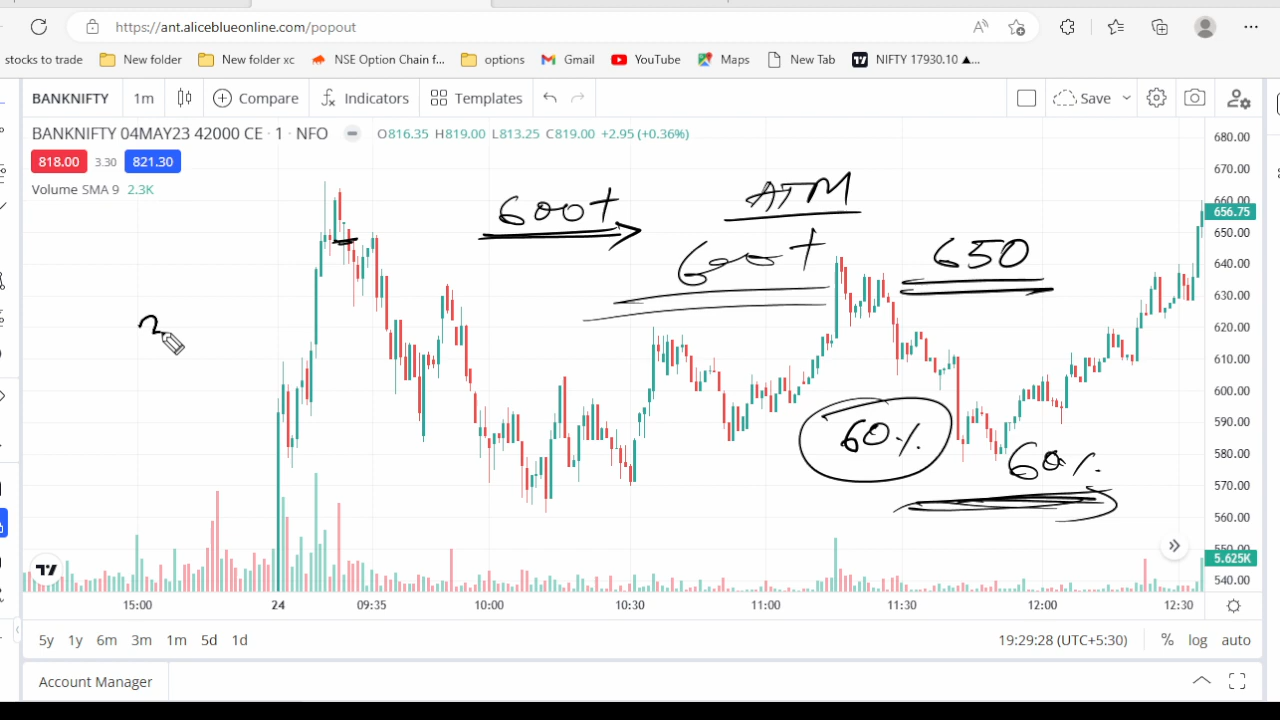 https://ant.aliceblueonline.com/popout
stocks to trade New folder New folder xc NSE Option Chain f... options Gmail YouTube Maps New Tab NIFTY 17930.10 ▲...
BANKNIFTY 1m Compare Indicators Templates Save
BANKNIFTY 04MAY23 42000 CE · 1 · NFO O816.35 H819.00 L813.25 C819.00 +2.95 (+0.36%)
818.00 3.30 821.30
Volume SMA 9 2.3K
600+
ATM
600+
650
60%
60%
2
680.00
670.00
660.00
656.75
650.00
640.00
630.00
620.00
610.00
600.00
590.00
580.00
570.00
560.00
550.00
5.625K
540.00
15:00 24 09:35 10:00 10:30 11:00 11:30 12:00 12:30
5y 1y 6m 3m 1m 5d 1d 19:29:28 (UTC+5:30) % log auto
Account Manager